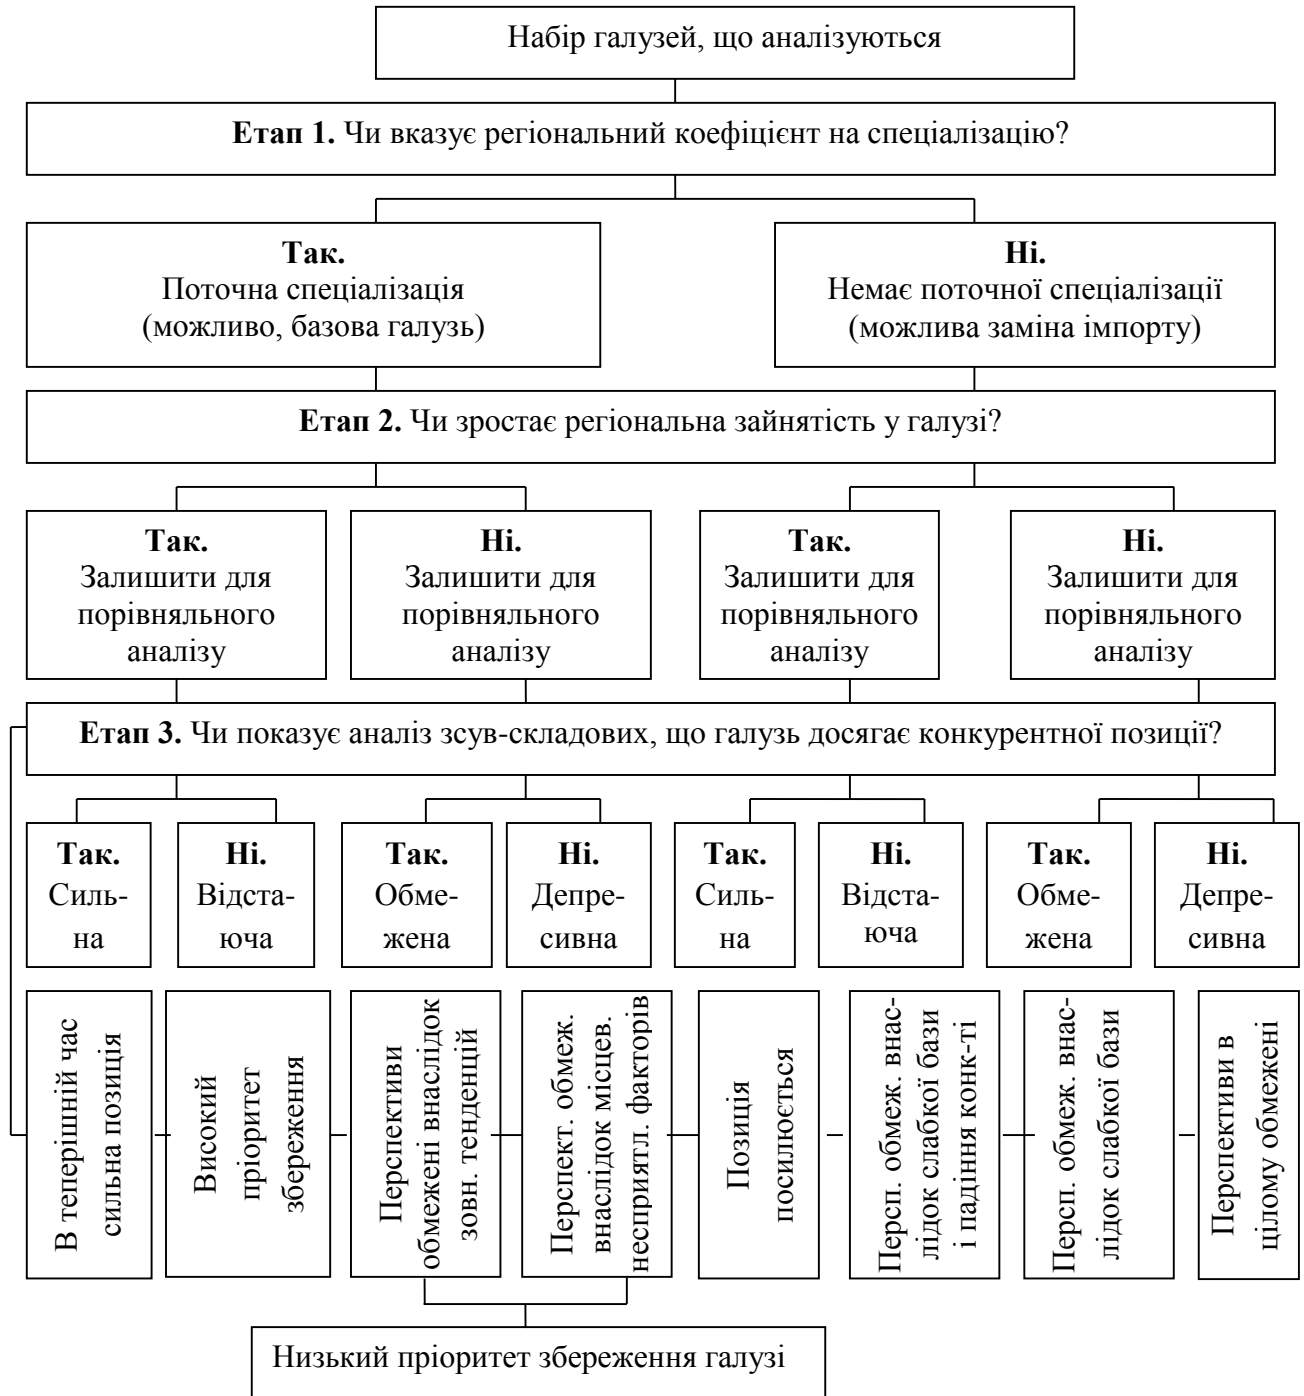 Набір галузей, що аналізуються
Етап 1. Чи вказує регіональний коефіцієнт на спеціалізацію?
Так.
Поточна спеціалізація
(можливо, базова галузь)
Ні.
Немає поточної спеціалізації
(можлива заміна імпорту)
Етап 2. Чи зростає регіональна зайнятість у галузі?
Так.
Залишити для
порівняльного
аналізу
Ні.
Залишити для
порівняльного
аналізу
Так.
Залишити для
порівняльного
аналізу
Ні.
Залишити для
порівняльного
аналізу
Етап 3. Чи показує аналіз зсув-складових, що галузь досягає конкурентної позиції?
Так.
Силь-
на
Ні.
Відста-
юча
Так.
Обме-
жена
Ні.
Депре-
сивна
Так.
Силь-
на
Ні.
Відста-
юча
Так.
Обме-
жена
Ні.
Депре-
сивна
В теперішній час
сильна позиція
Високий
пріоритет
збереження
Перспективи
обмежені внаслідок
зовн. тенденцій
Перспект. обмеж.
внаслідок місцев.
несприятл. факторів
Позиція
посилюється
Персп. обмеж. внас-
лідок слабкої бази
і падіння конк-ті
Персп. обмеж. внас-
лідок слабкої бази
Перспективи в
цілому обмежені
Низький пріоритет збереження галузі